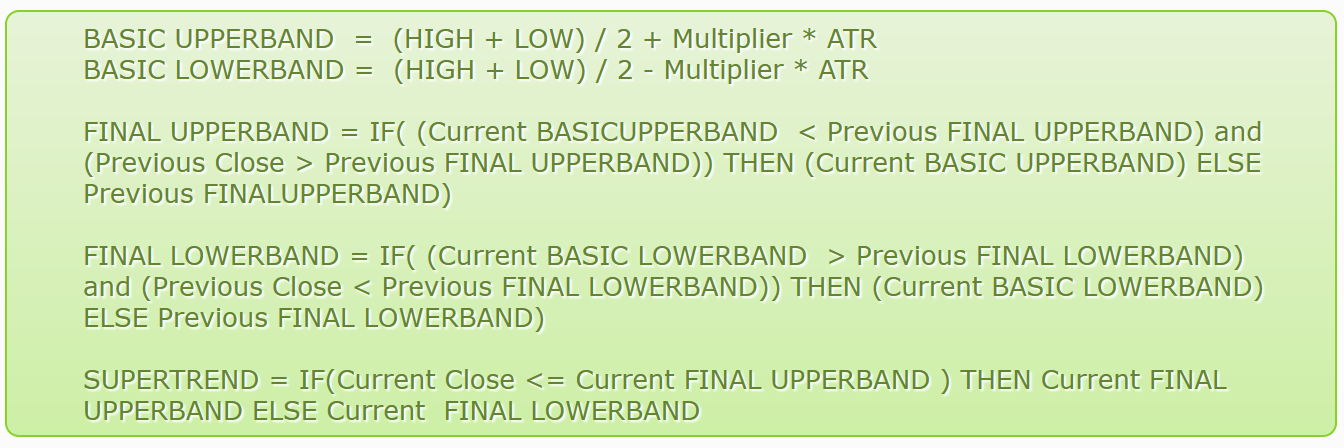 BASIC UPPERBAND  =  (HIGH + LOW) / 2 + Multiplier * ATR
BASIC LOWERBAND =  (HIGH + LOW) / 2 - Multiplier * ATR
FINAL UPPERBAND = IF( (Current BASICUPPERBAND  < Previous FINAL UPPERBAND) and
(Previous Close > Previous FINAL UPPERBAND)) THEN (Current BASIC UPPERBAND) ELSE
Previous FINALUPPERBAND)
FINAL LOWERBAND = IF( (Current BASIC LOWERBAND  > Previous FINAL LOWERBAND)
and (Previous Close < Previous FINAL LOWERBAND)) THEN (Current BASIC LOWERBAND)
ELSE Previous FINAL LOWERBAND)
SUPERTREND = IF(Current Close <= Current FINAL UPPERBAND ) THEN Current FINAL
UPPERBAND ELSE Current  FINAL LOWERBAND